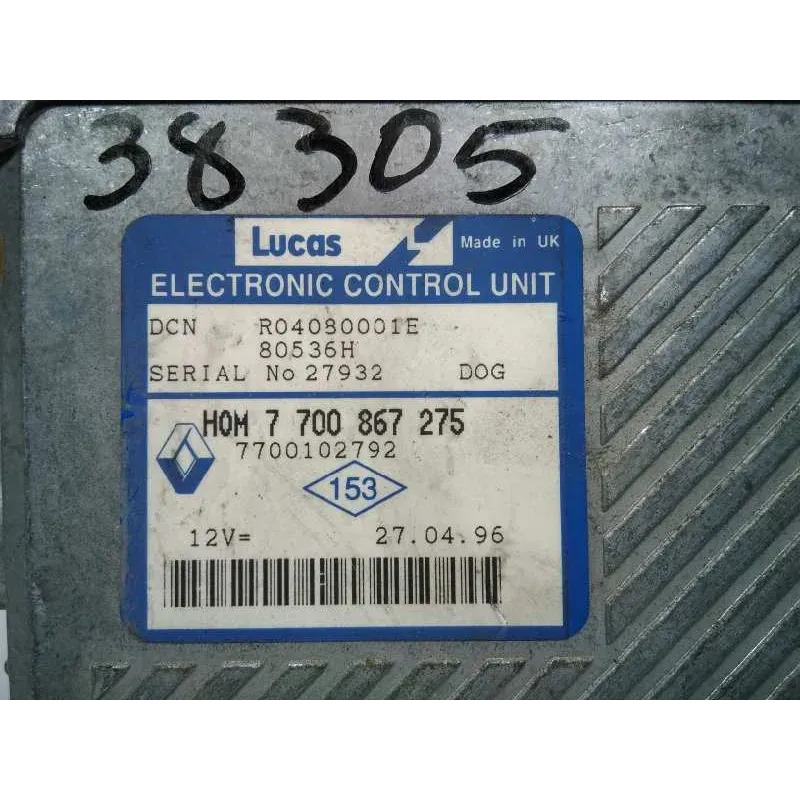 38305
Lucas Made in UK
ELECTRONIC CONTROL UNIT
DCN R04080001E
80536H
SERIAL No 27932 DOG
HOM 7 700 867 275
7700102792
153
12V= 27.04.96